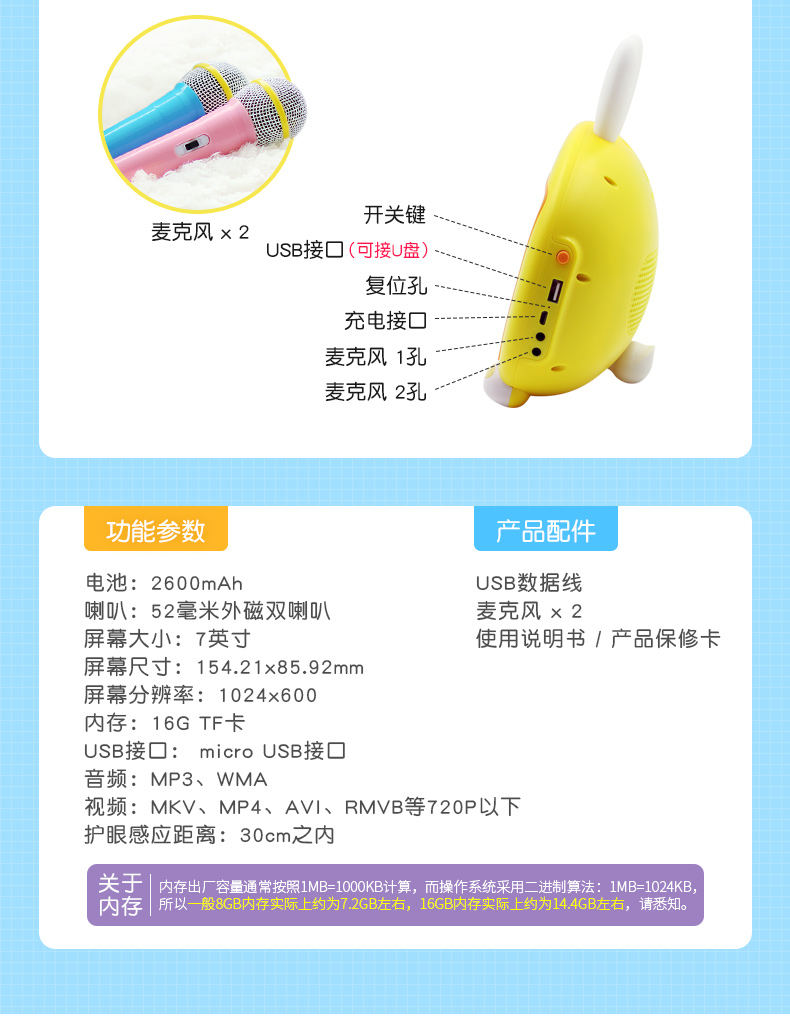 麦克风 x 2
开关键
USB接口（可接U盘）
复位孔
充电接口
麦克风 1孔
麦克风 2孔
功能参数
电池：2600mAh
喇叭：52毫米外磁双喇叭
屏幕大小：7英寸
屏幕尺寸：154.21x85.92mm
屏幕分辨率：1024x600
内存：16G TF卡
USB接口： micro USB接口
音频：MP3、WMA
视频：MKV、MP4、AVI、RMVB等720P以下
护眼感应距离：30cm之内
产品配件
USB数据线
麦克风 x 2
使用说明书 / 产品保修卡
关于
内存
内存出厂容量通常按照1MB=1000KB计算，而操作系统采用二进制算法：1MB=1024KB，
所以一般8GB内存实际上约为7.2GB左右，16GB内存实际上约为14.4GB左右，请悉知。